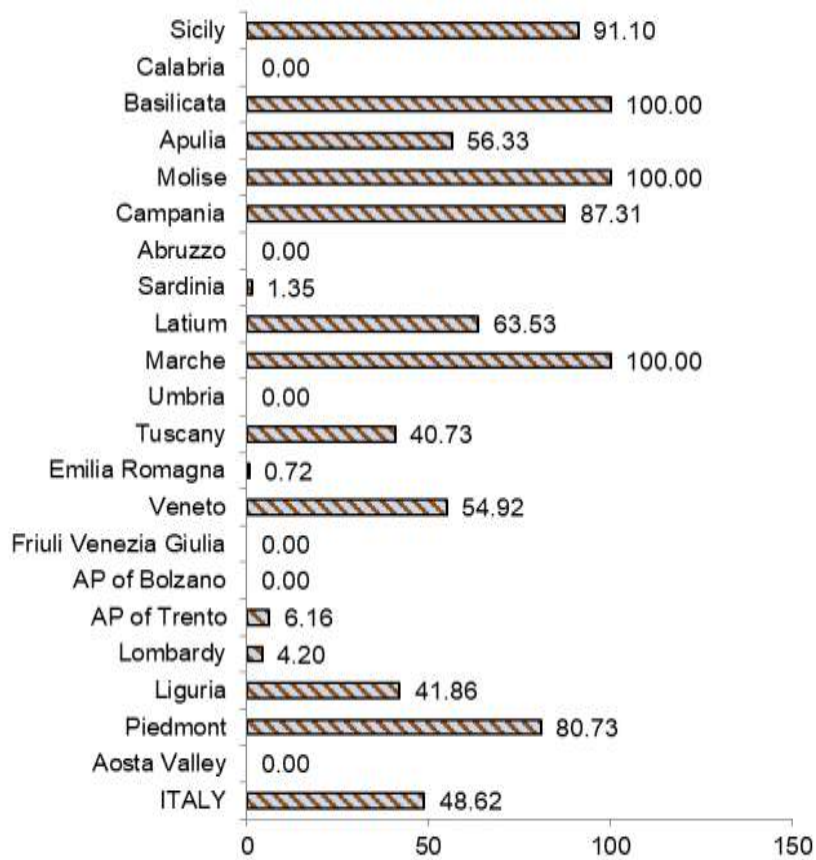 Sicily 91.10
Calabria 0.00
Basilicata 100.00
Apulia 56.33
Molise 100.00
Campania 87.31
Abruzzo 0.00
Sardinia 1.35
Latium 63.53
Marche 100.00
Umbria 0.00
Tuscany 40.73
Emilia Romagna 0.72
Veneto 54.92
Friuli Venezia Giulia 0.00
AP of Bolzano 0.00
AP of Trento 6.16
Lombardy 4.20
Liguria 41.86
Piedmont 80.73
Aosta Valley 0.00
ITALY 48.62
0 50 100 150